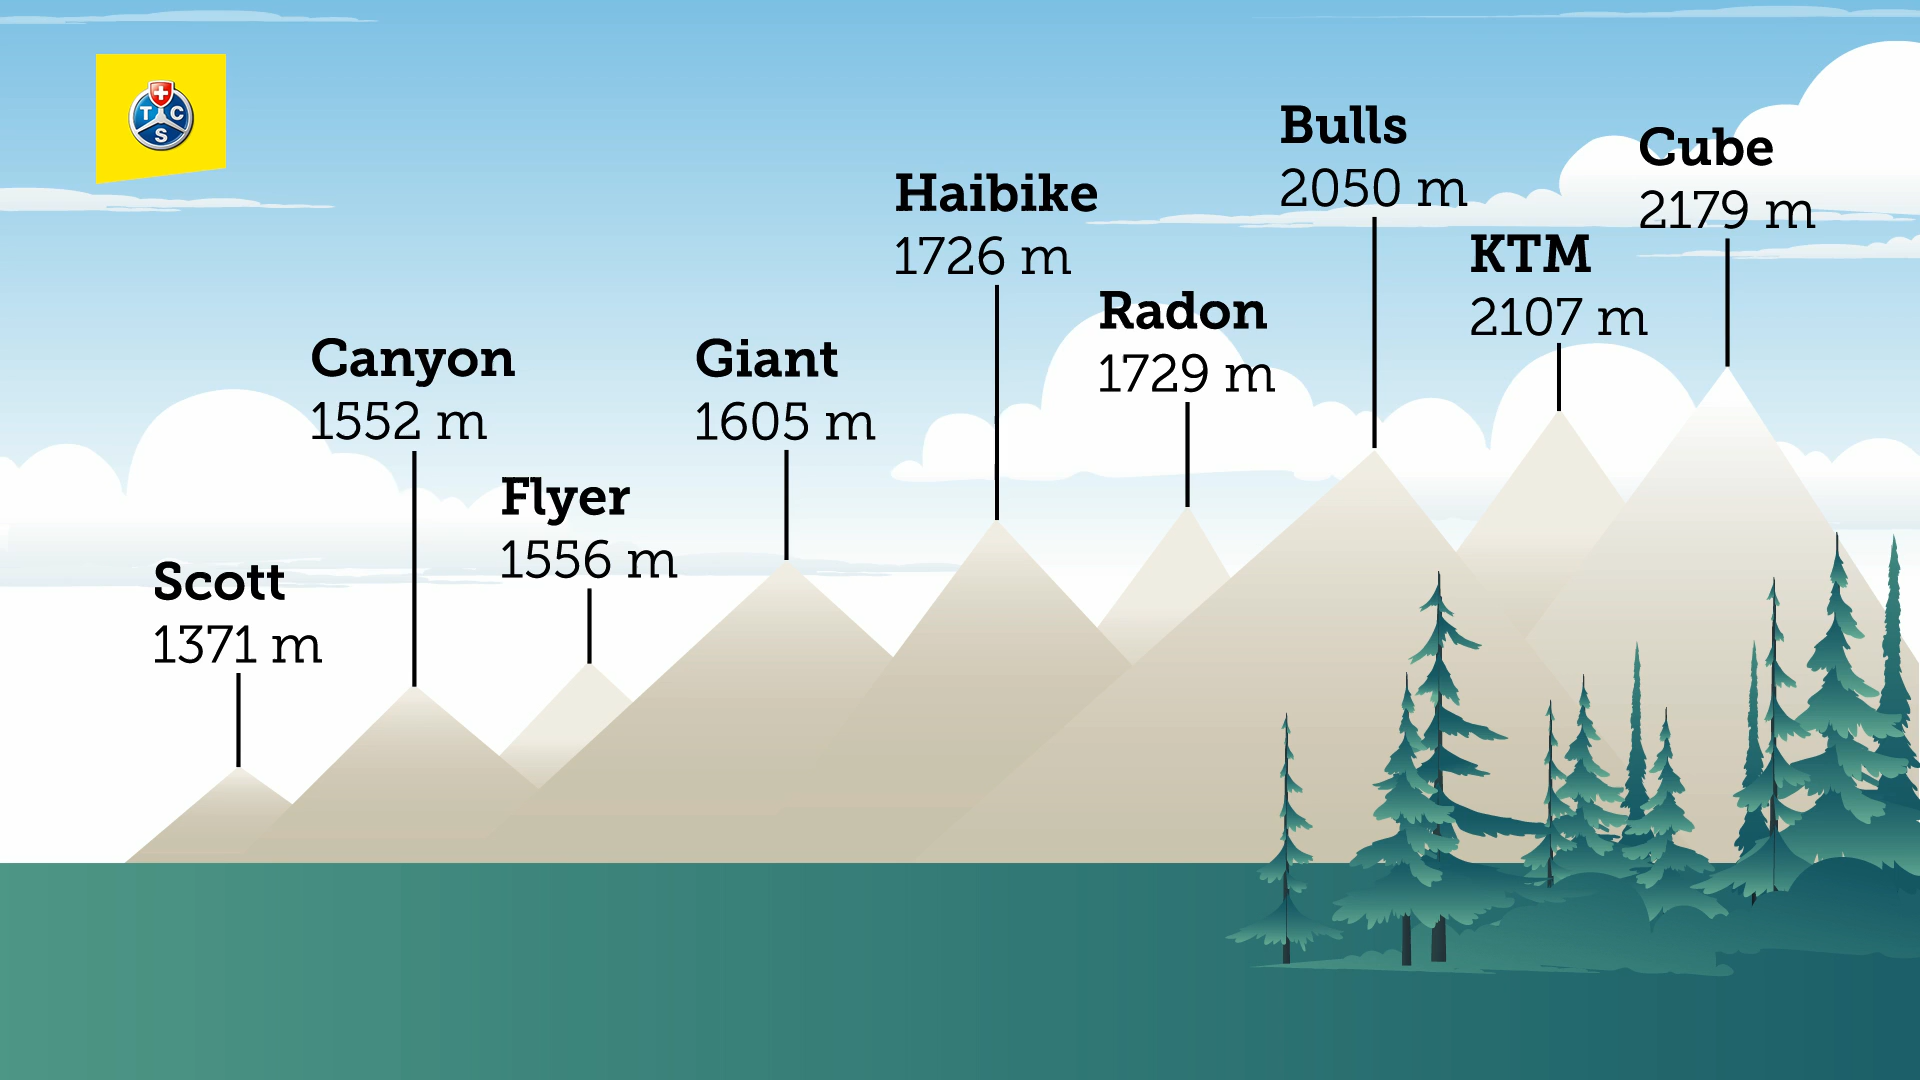 TCS
Scott
1371 m
Canyon
1552 m
Flyer
1556 m
Giant
1605 m
Haibike
1726 m
Radon
1729 m
Bulls
2050 m
KTM
2107 m
Cube
2179 m